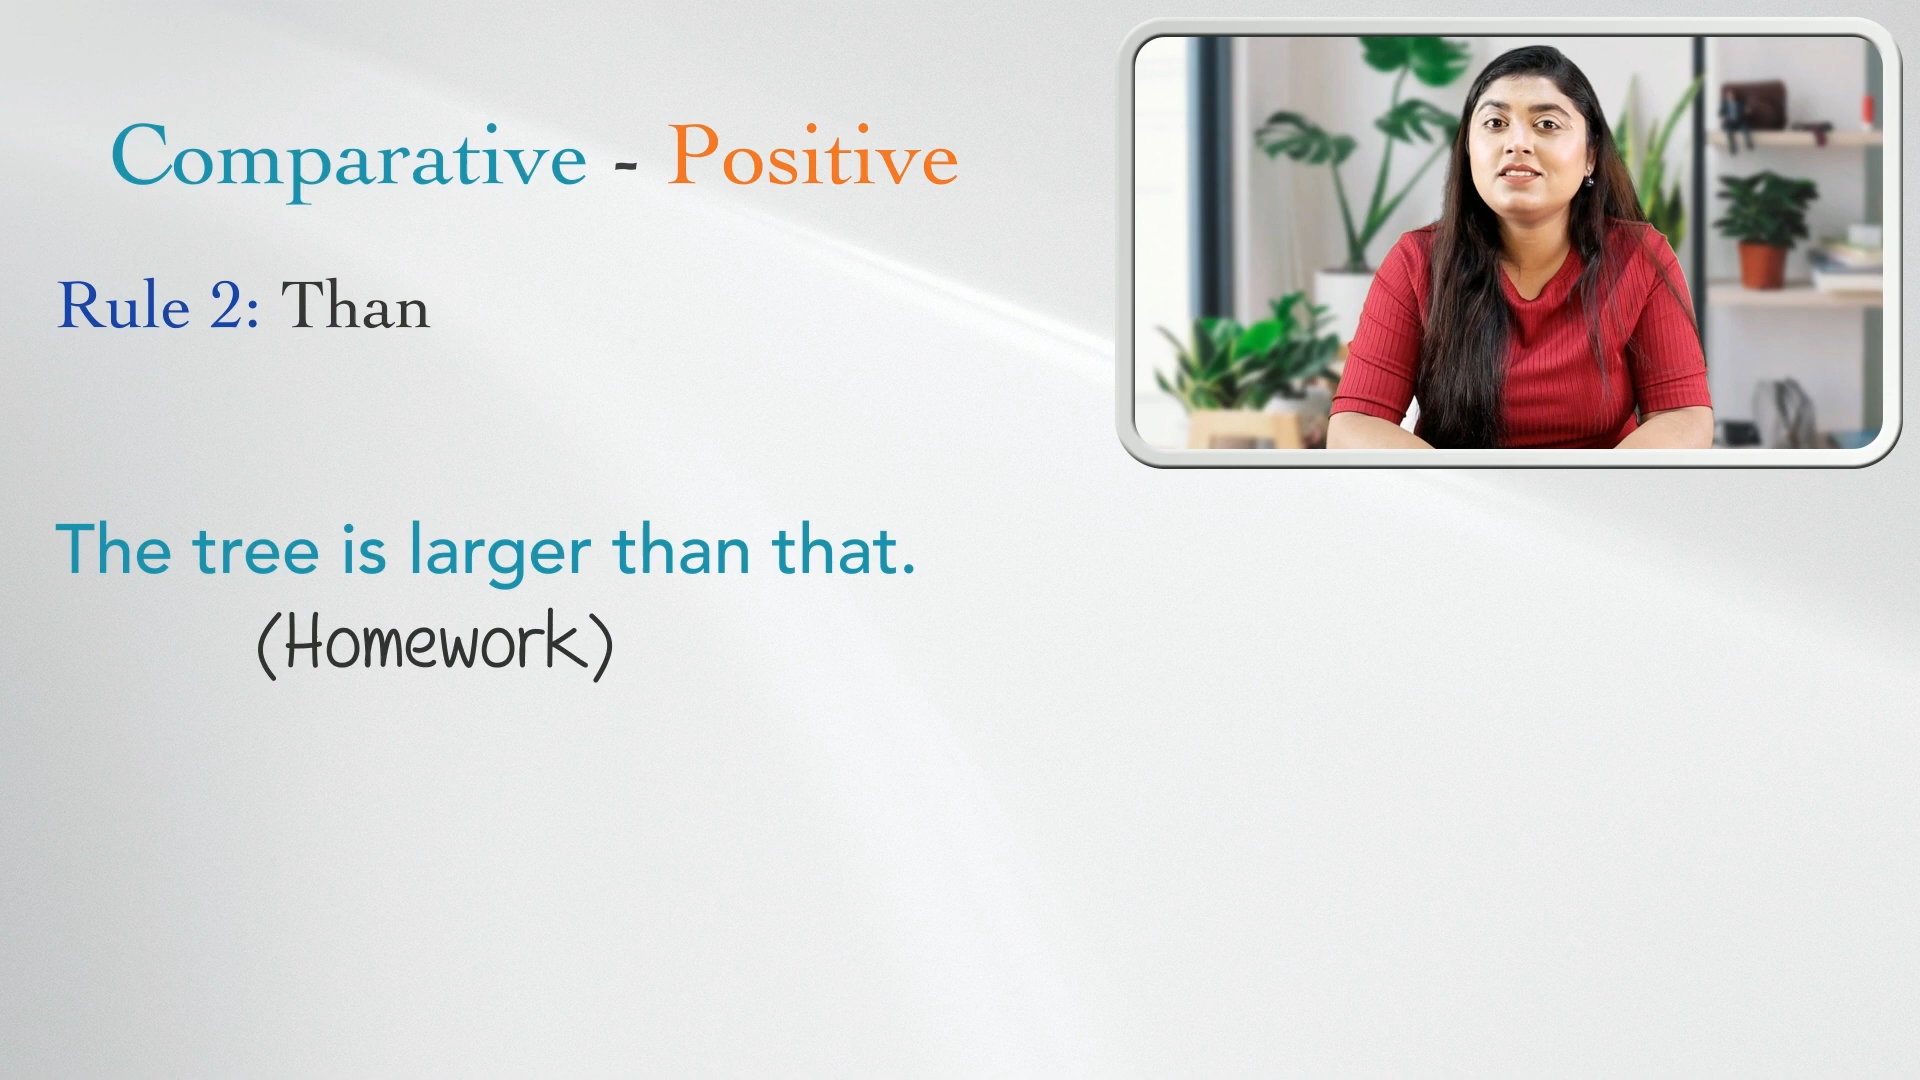 Comparative - Positive
Rule 2: Than
The tree is larger than that.
(Homework)